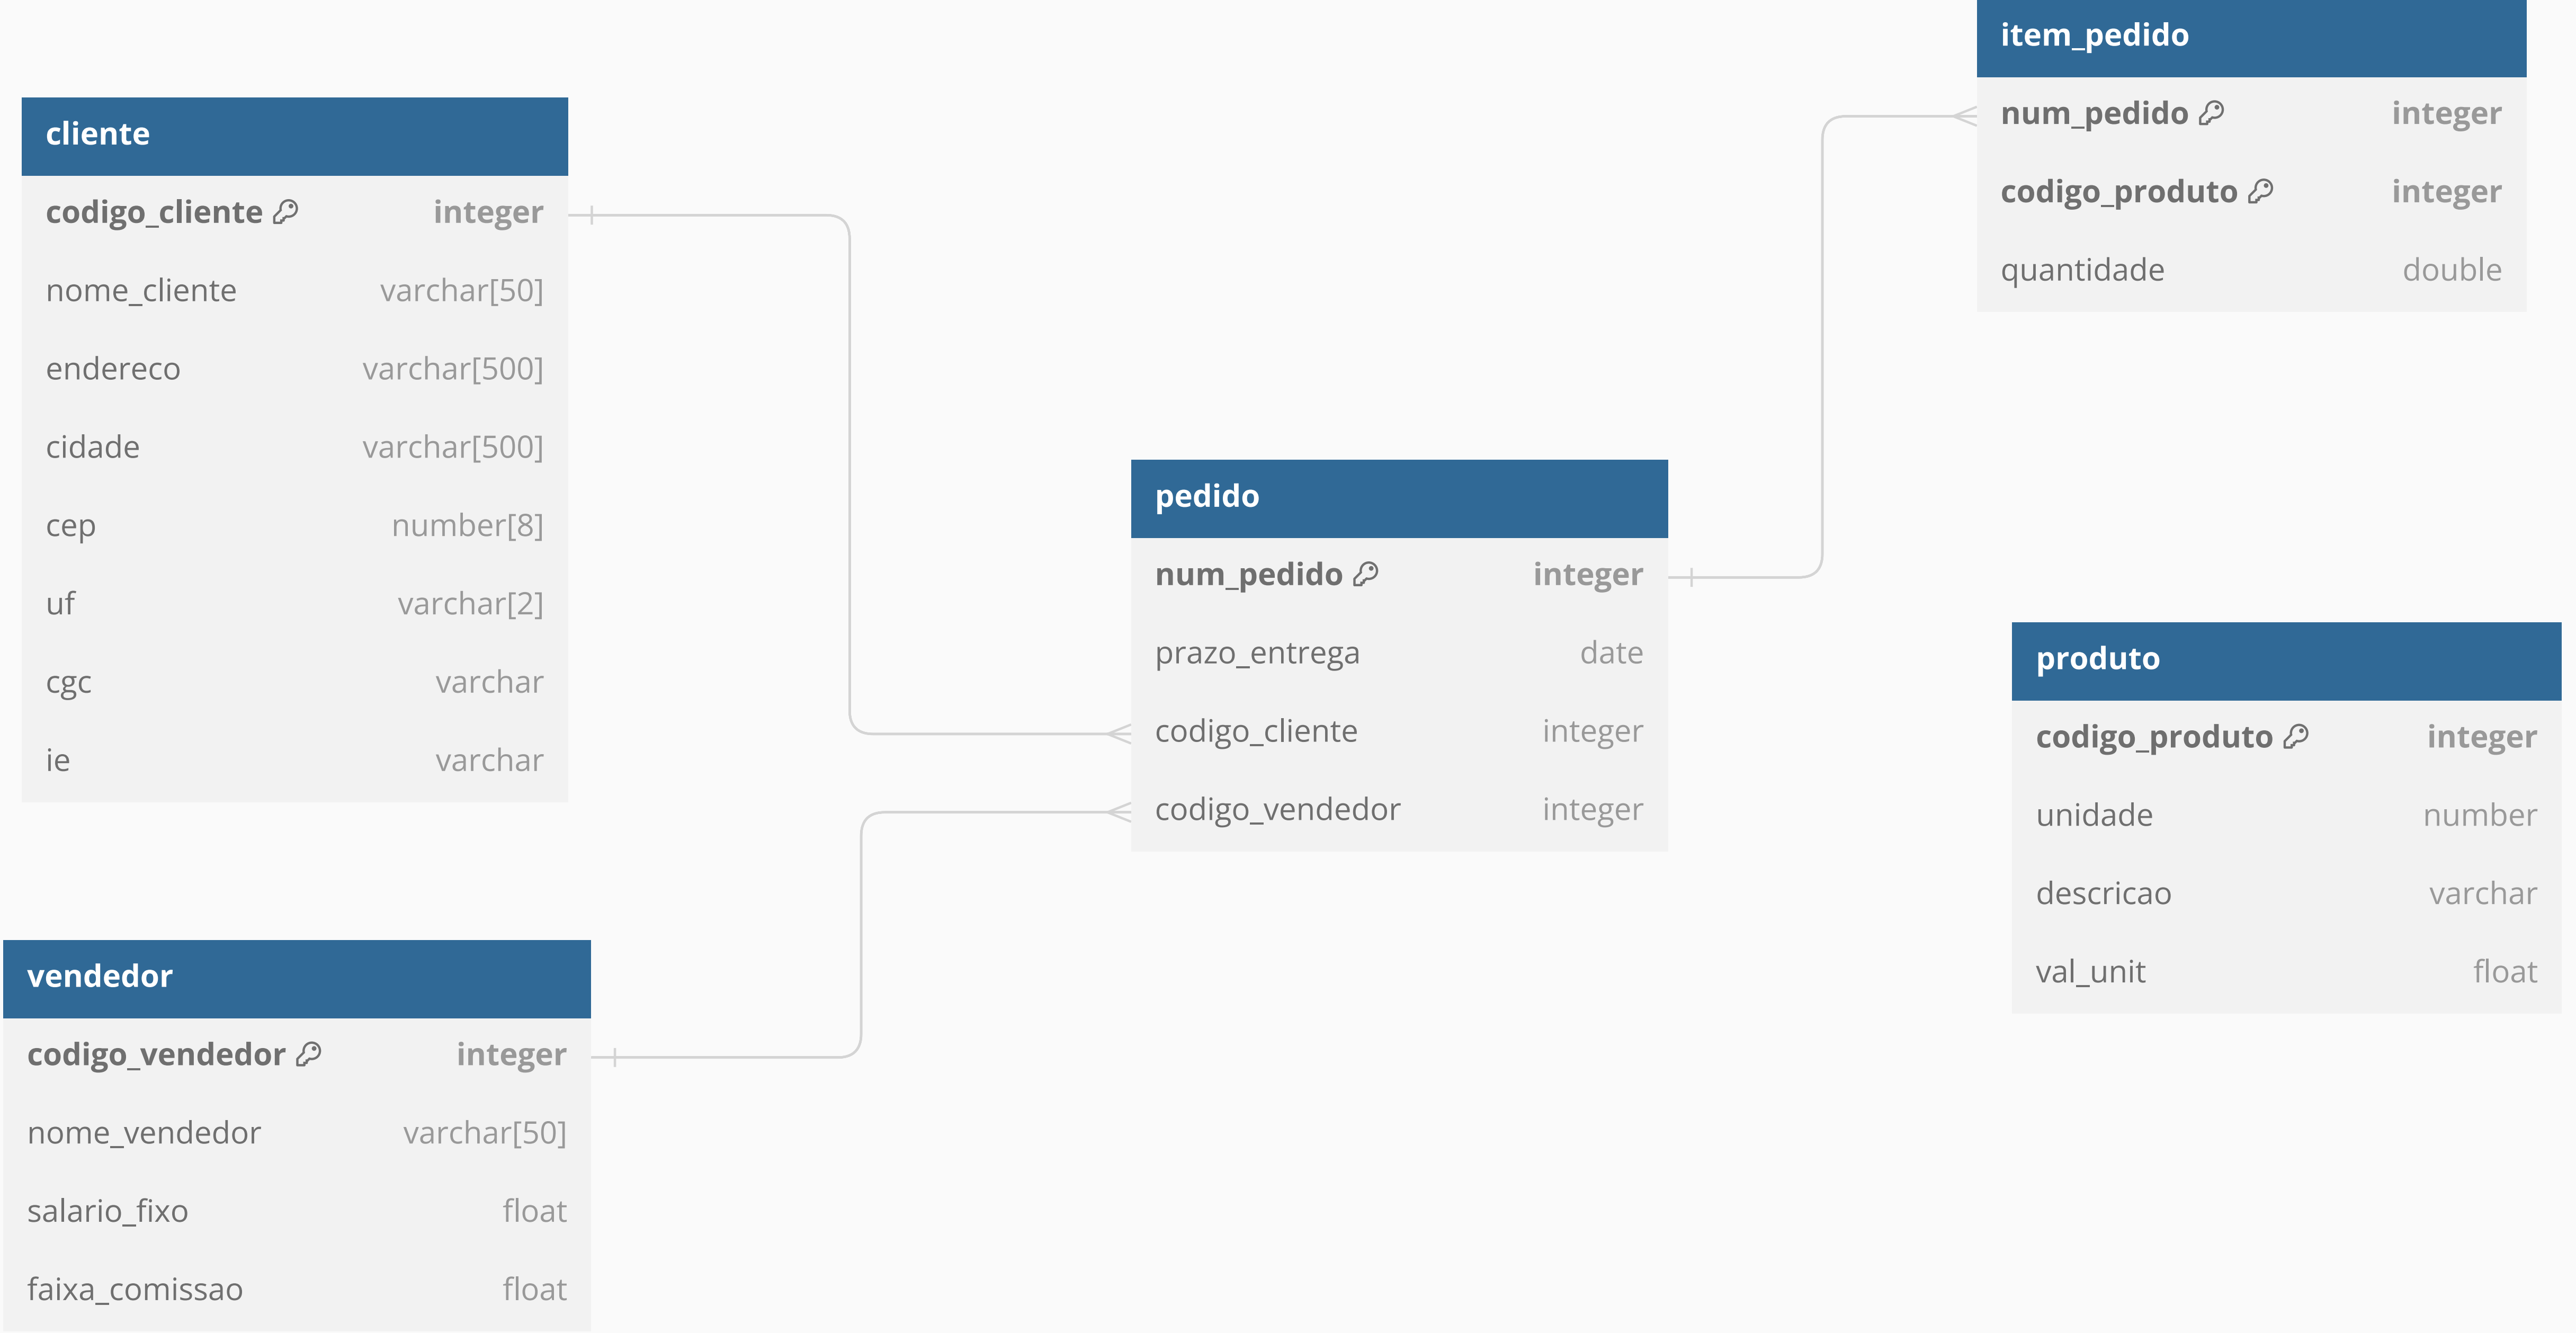 cliente
codigo_cliente integer
nome_cliente varchar[50]
endereco varchar[500]
cidade varchar[500]
cep number[8]
uf varchar[2]
cgc varchar
ie varchar
vendedor
codigo_vendedor integer
nome_vendedor varchar[50]
salario_fixo float
faixa_comissao float
pedido
num_pedido integer
prazo_entrega date
codigo_cliente integer
codigo_vendedor integer
item_pedido
num_pedido integer
codigo_produto integer
quantidade double
produto
codigo_produto integer
unidade number
descricao varchar
val_unit float